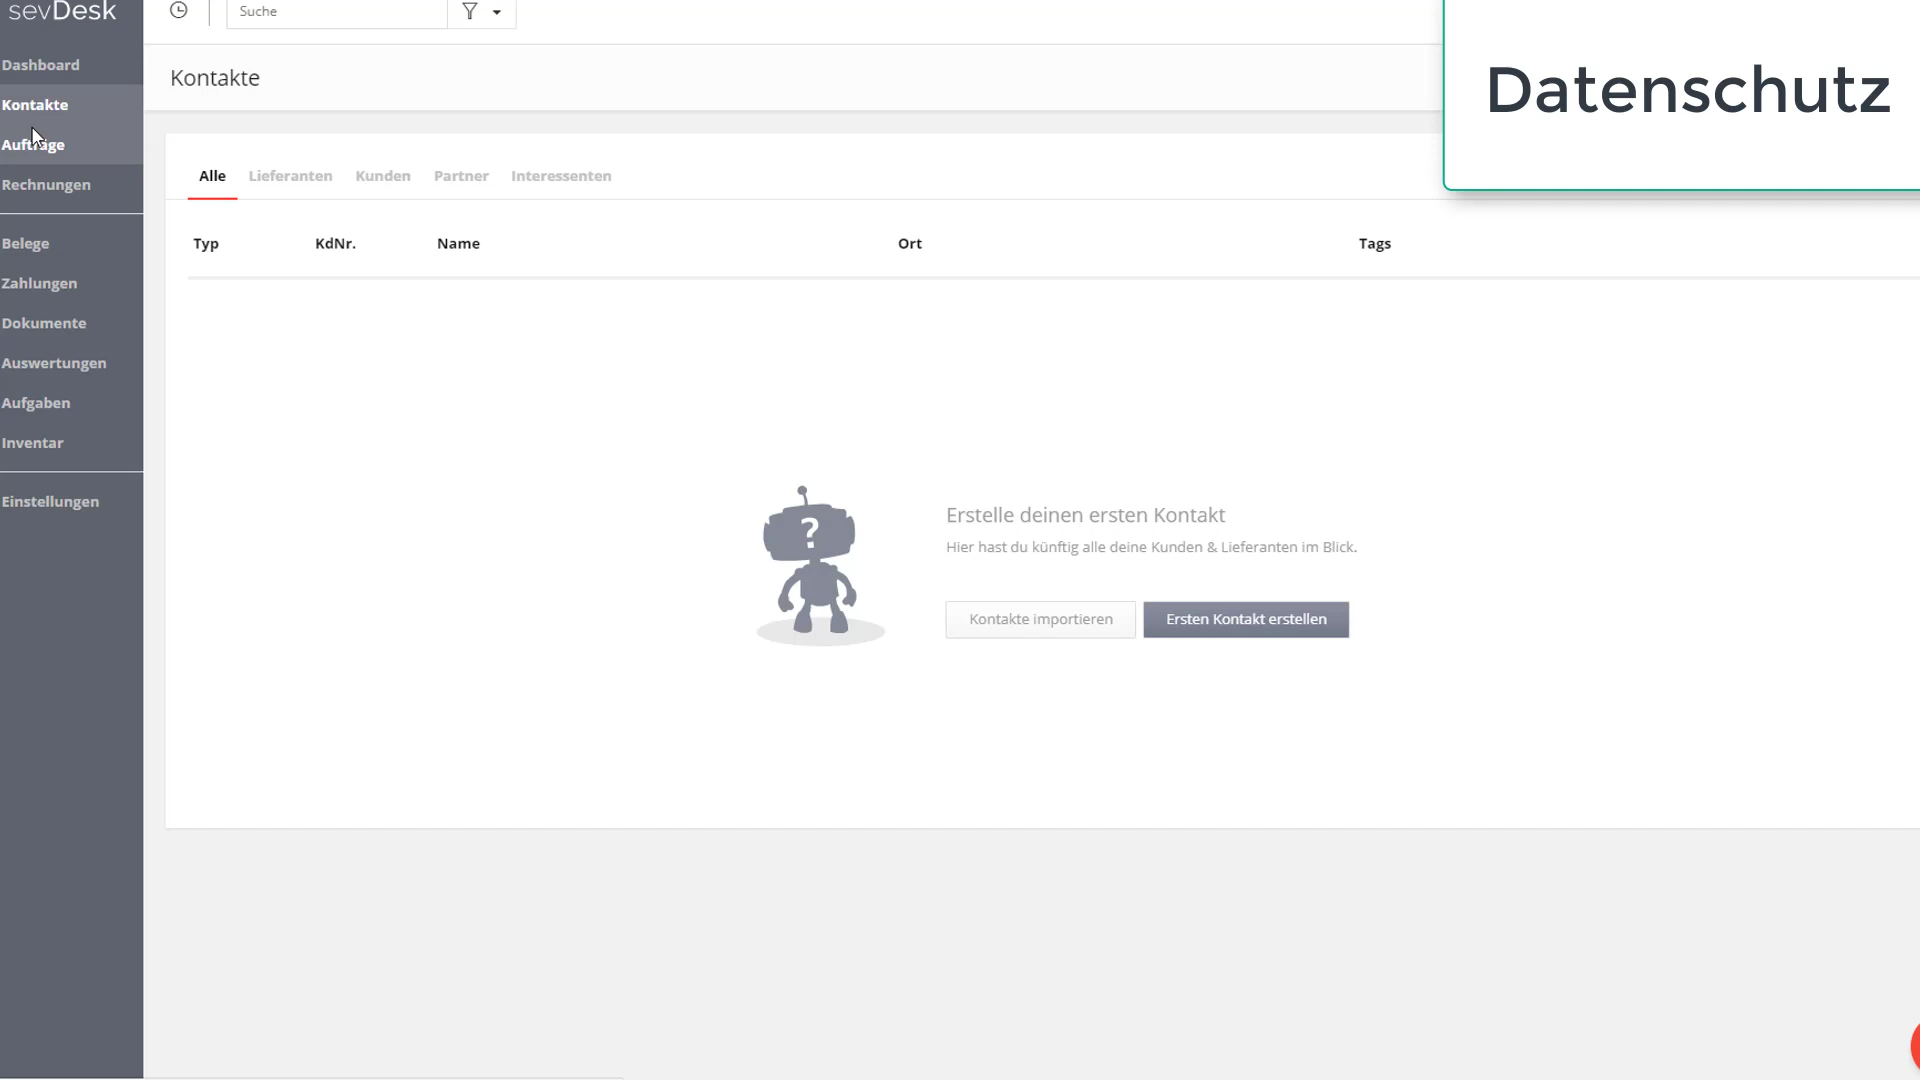 sevDesk
Suche
Dashboard
Kontakte
Kontakte
Datenschutz
Aufträge
Rechnungen
Alle Lieferanten Kunden Partner Interessenten
Belege
Typ KdNr. Name Ort Tags
Zahlungen
Dokumente
Auswertungen
Aufgaben
Inventar
Einstellungen
?
Erstelle deinen ersten Kontakt
Hier hast du künftig alle deine Kunden & Lieferanten im Blick.
Kontakte importieren Ersten Kontakt erstellen